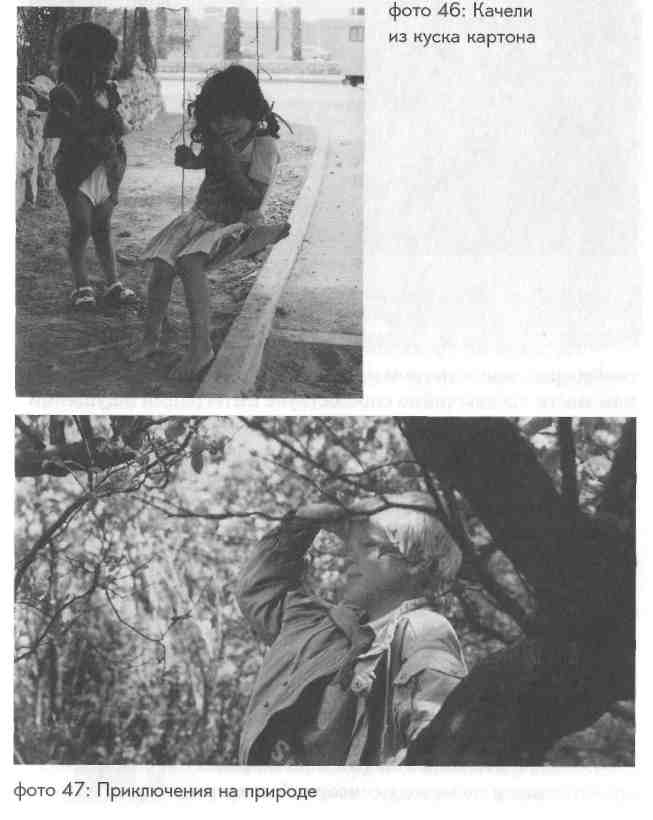 фото 46: Качели
из куска картона
фото 47: Приключения на природе